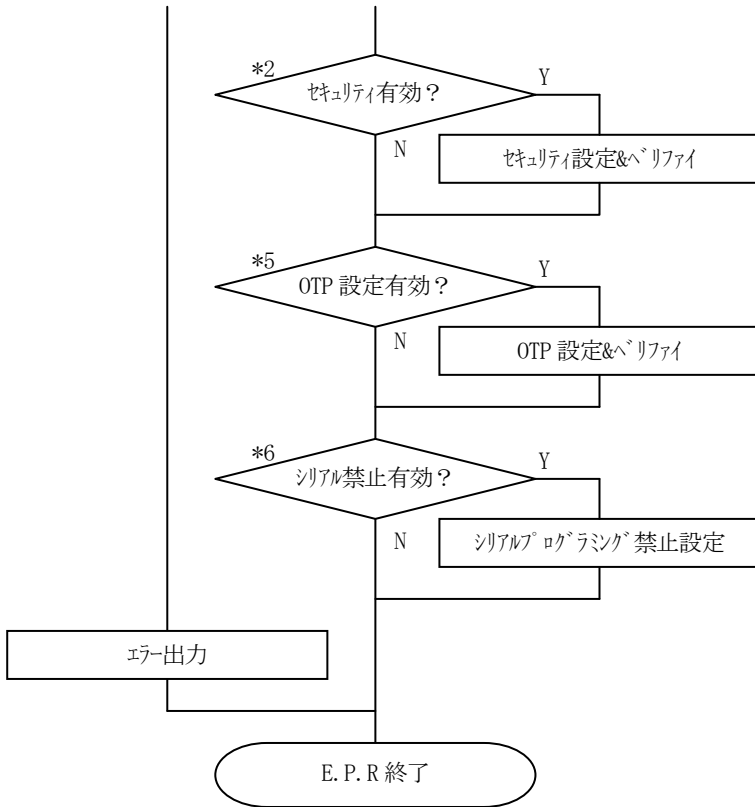 *2
セキュリティ有効？
Y
N
セキュリティ設定&ベリファイ
*5
OTP 設定有効？
Y
N
OTP 設定&ベリファイ
*6
シリアル禁止有効？
Y
N
シリアルプログラミング禁止設定
エラー出力
E.P.R 終了